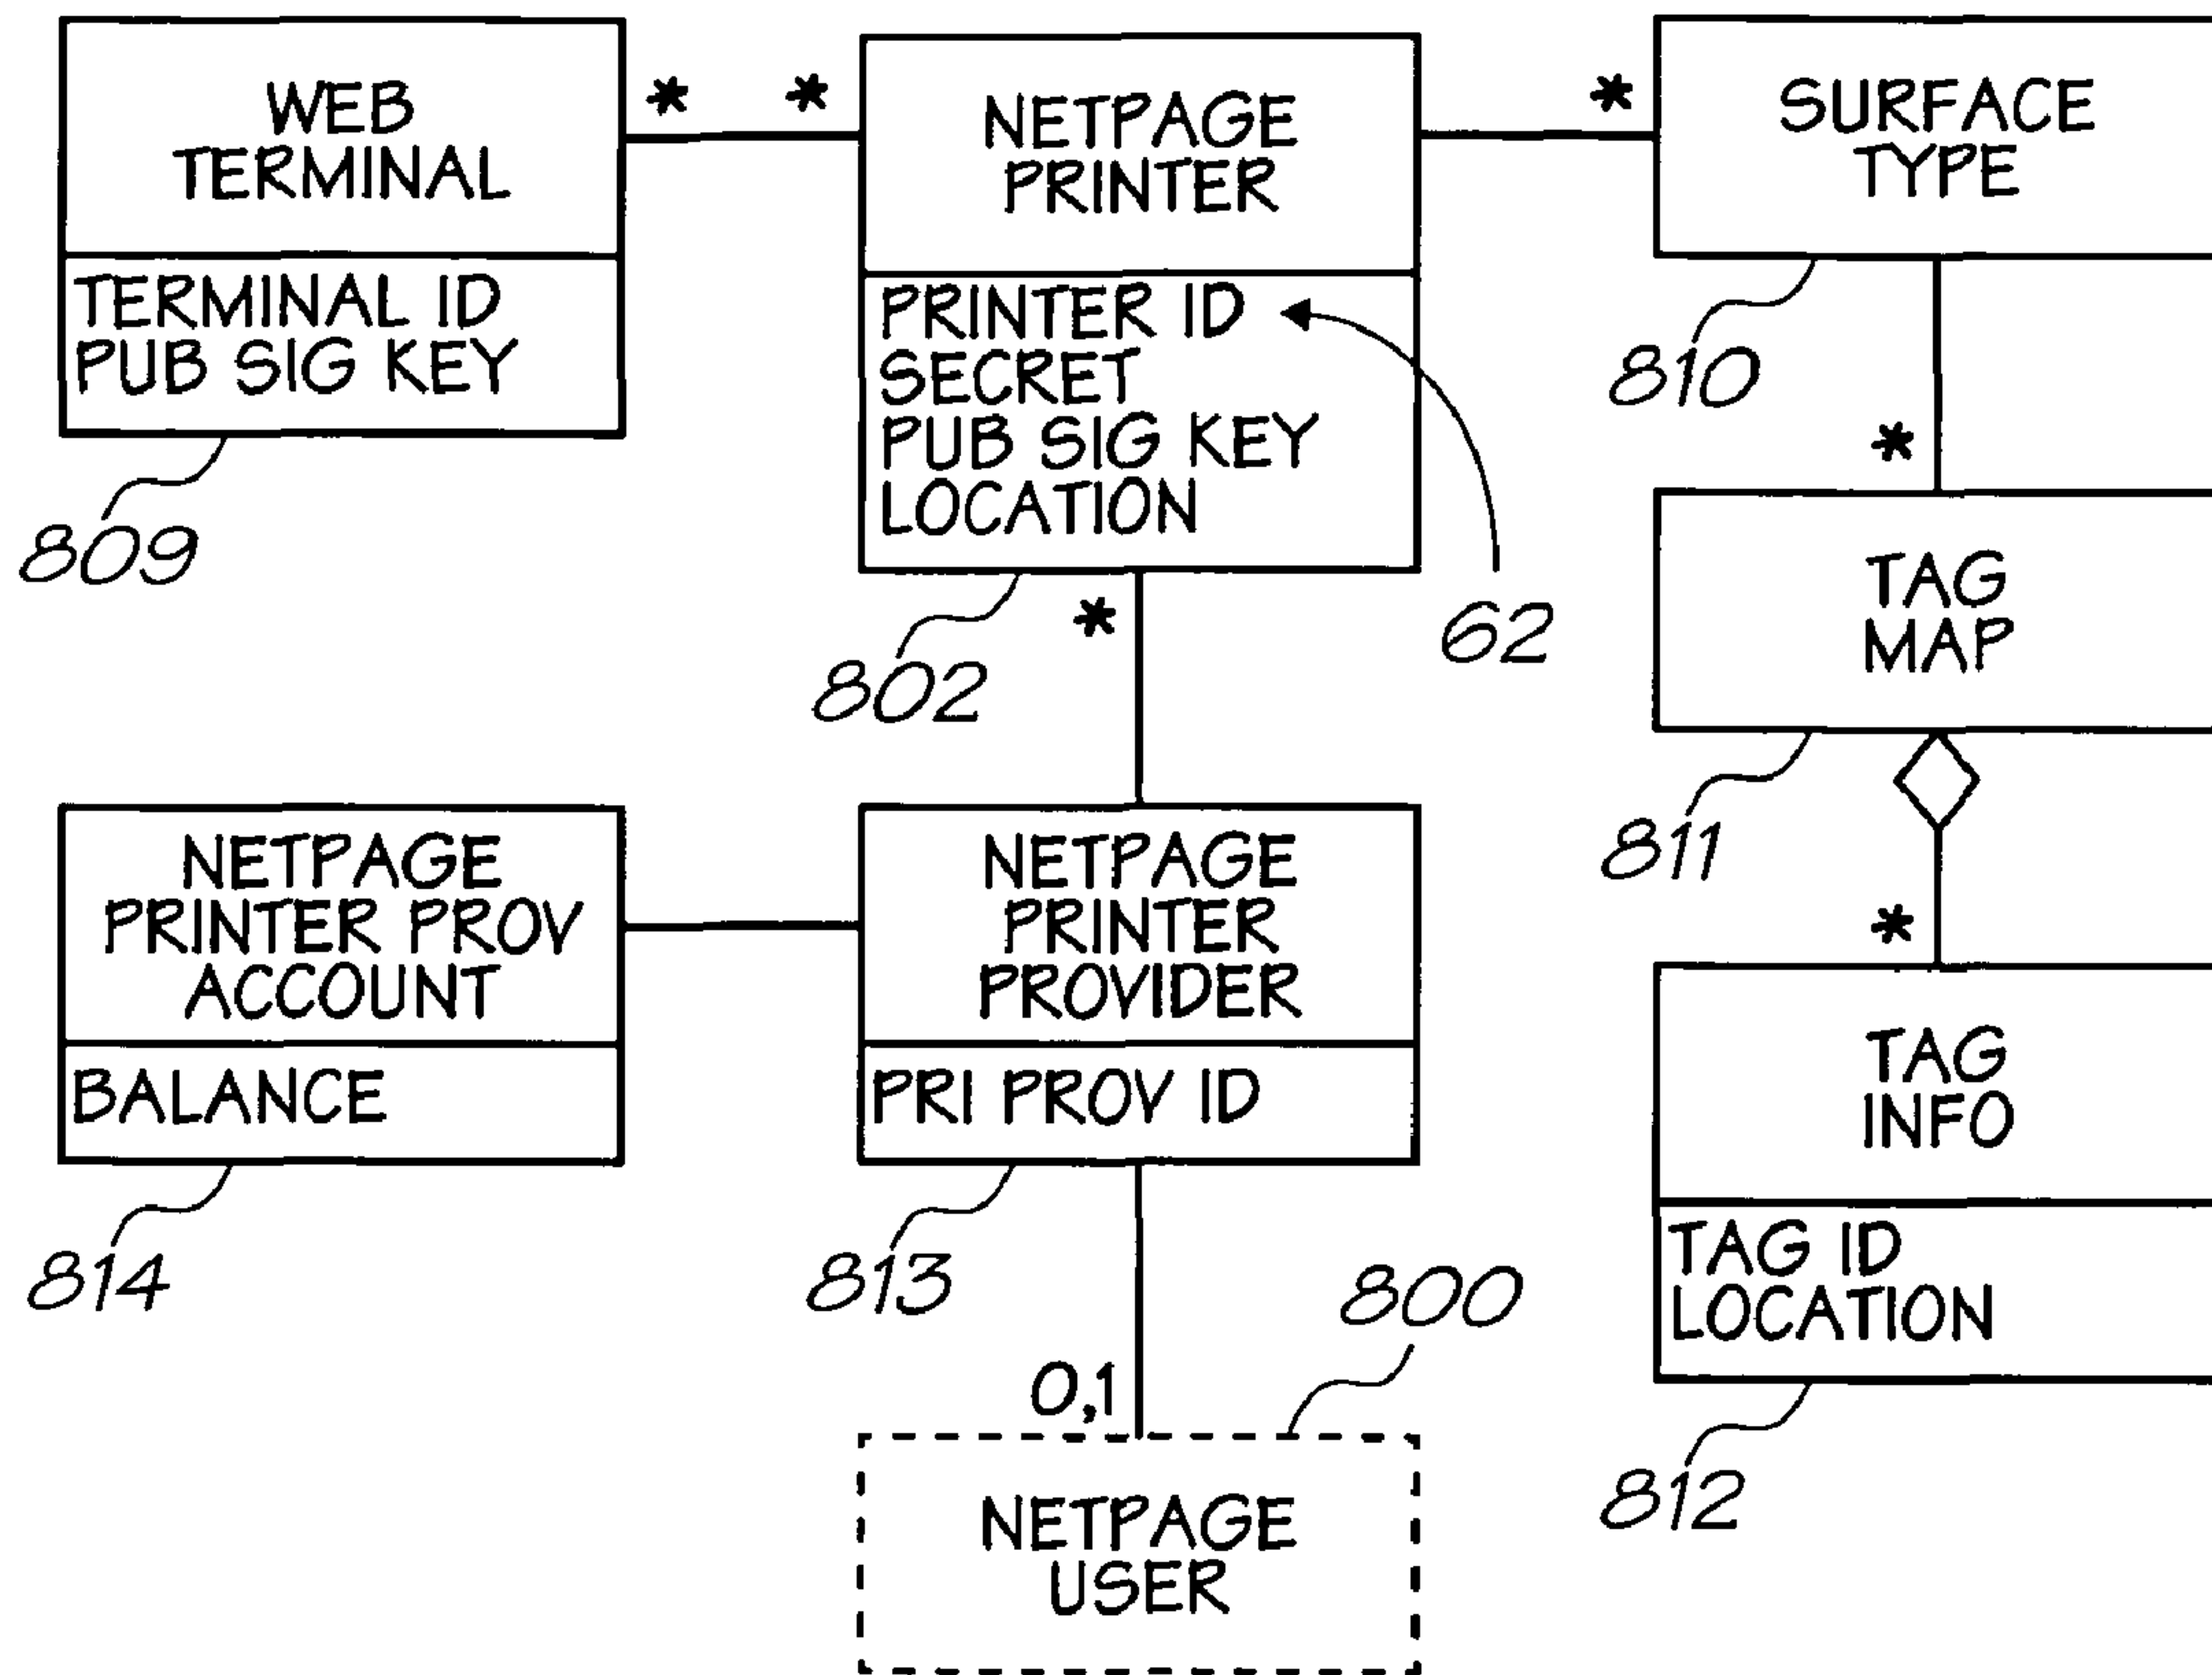 WEB
TERMINAL
TERMINAL ID
PUB SIG KEY
809
*
*
NETPAGE
PRINTER
PRINTER ID
SECRET
PUB SIG KEY
LOCATION
62
802
*
*
SURFACE
TYPE
810
*
TAG
MAP
811
*
TAG
INFO
TAG ID
LOCATION
812
NETPAGE
PRINTER PROV
ACCOUNT
BALANCE
814
NETPAGE
PRINTER
PROVIDER
PRI PROV ID
813
0,1
800
NETPAGE
USER